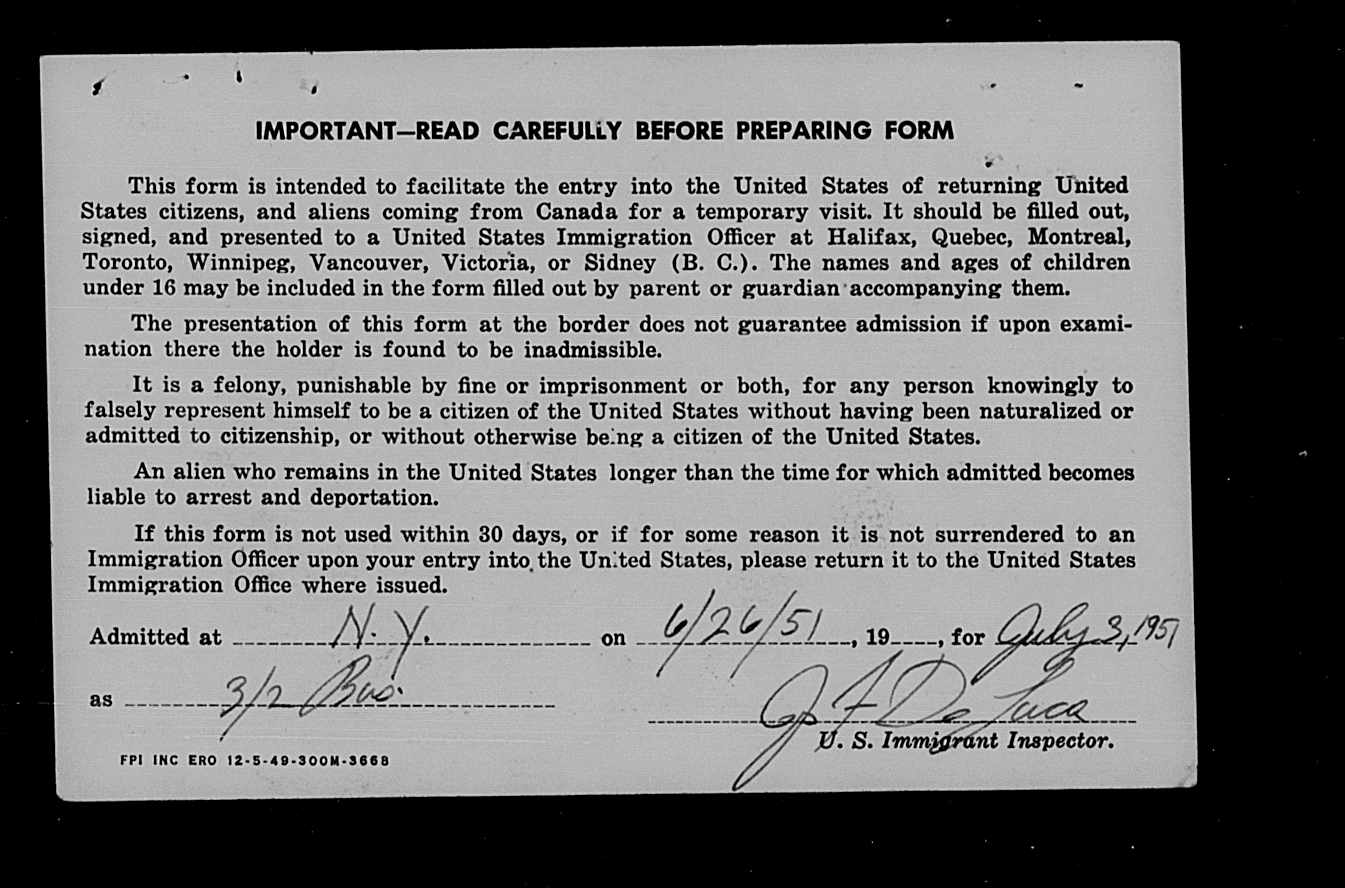 IMPORTANT—READ CAREFULLY BEFORE PREPARING FORM
This form is intended to facilitate the entry into the United States of returning United
States citizens, and aliens coming from Canada for a temporary visit. It should be filled out,
signed, and presented to a United States Immigration Officer at Halifax, Quebec, Montreal,
Toronto, Winnipeg, Vancouver, Victoria, or Sidney (B. C.). The names and ages of children
under 16 may be included in the form filled out by parent or guardian accompanying them.
The presentation of this form at the border does not guarantee admission if upon exami-
nation there the holder is found to be inadmissible.
It is a felony, punishable by fine or imprisonment or both, for any person knowingly to
falsely represent himself to be a citizen of the United States without having been naturalized or
admitted to citizenship, or without otherwise being a citizen of the United States.
An alien who remains in the United States longer than the time for which admitted becomes
liable to arrest and deportation.
If this form is not used within 30 days, or if for some reason it is not surrendered to an
Immigration Officer upon your entry into the United States, please return it to the United States
Immigration Office where issued.
Admitted at N. Y. on 6/26/51, 19____, for July 3, 1951
as 3/2 Bus. J F De Luca
U. S. Immigrant Inspector.
FPI INC ERO 12-5-49-300M-3668